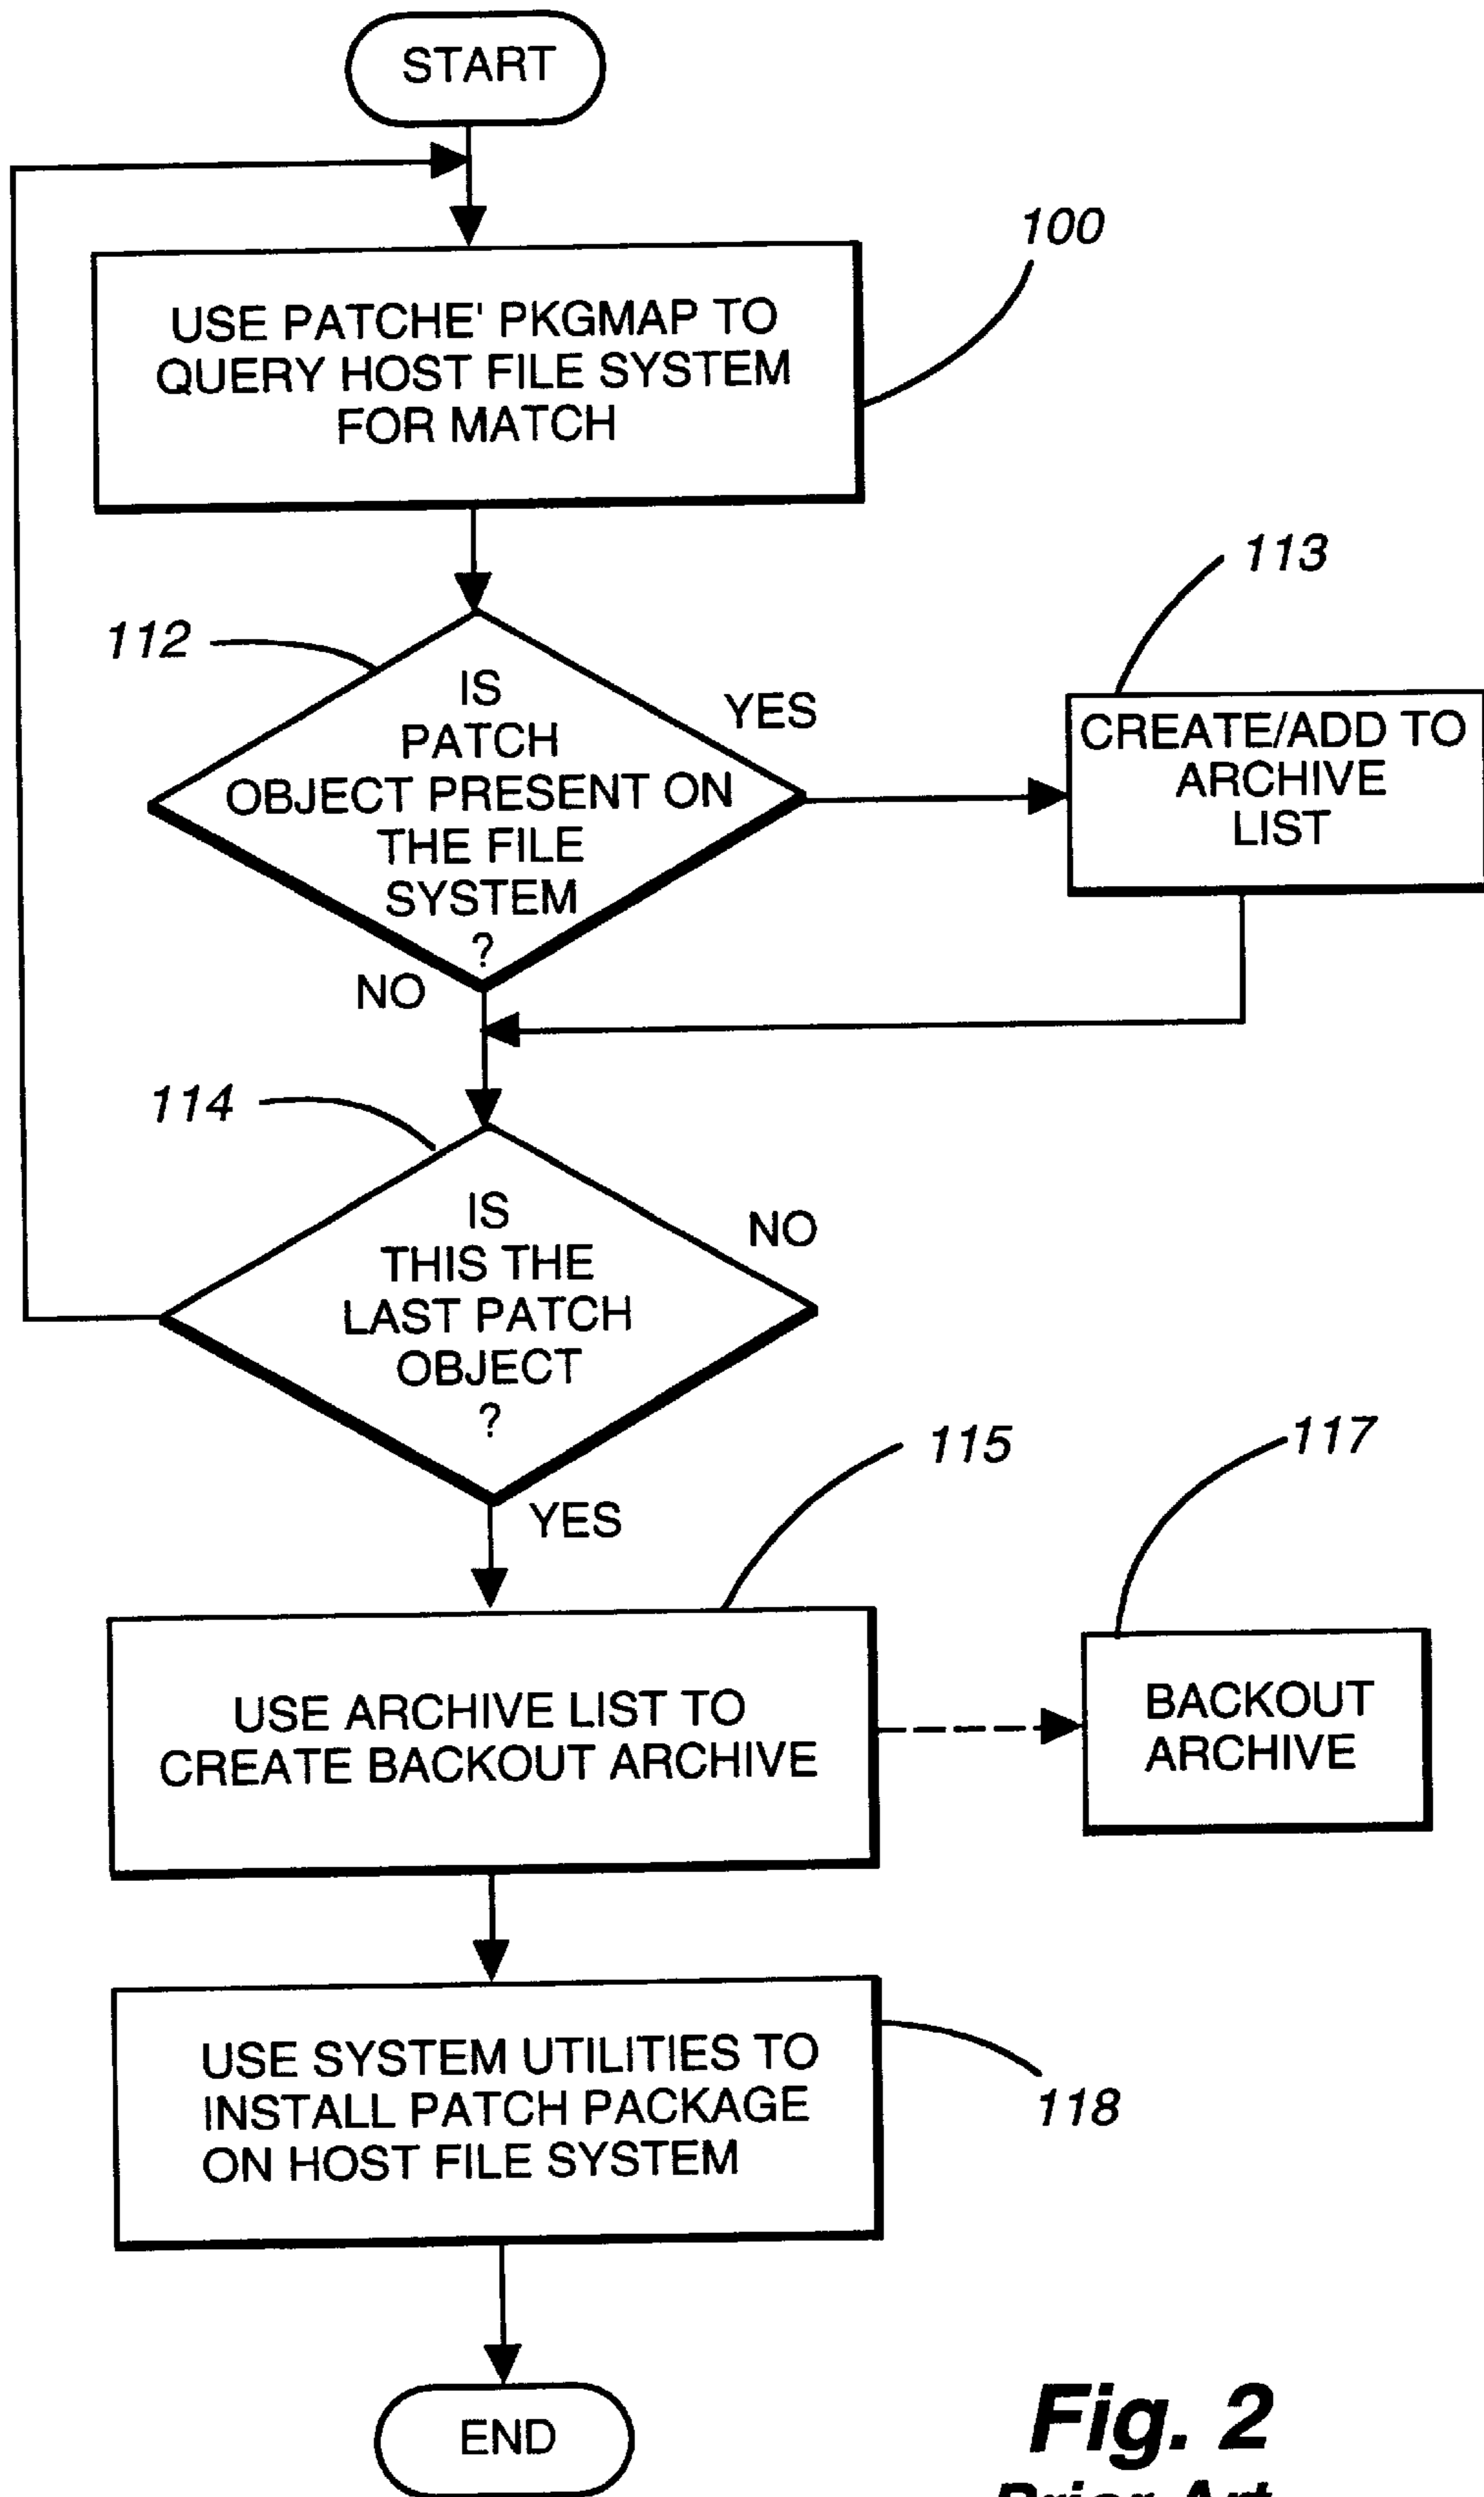 START
100
USE PATCHE' PKGMAP TO
QUERY HOST FILE SYSTEM
FOR MATCH
113
112
IS
PATCH
OBJECT PRESENT ON
THE FILE
SYSTEM
?
YES
CREATE/ADD TO
ARCHIVE
LIST
NO
114
IS
THIS THE
LAST PATCH
OBJECT
?
NO
115
117
YES
USE ARCHIVE LIST TO
CREATE BACKOUT ARCHIVE
BACKOUT
ARCHIVE
USE SYSTEM UTILITIES TO
INSTALL PATCH PACKAGE
ON HOST FILE SYSTEM
118
END
Fig. 2
Prior Art